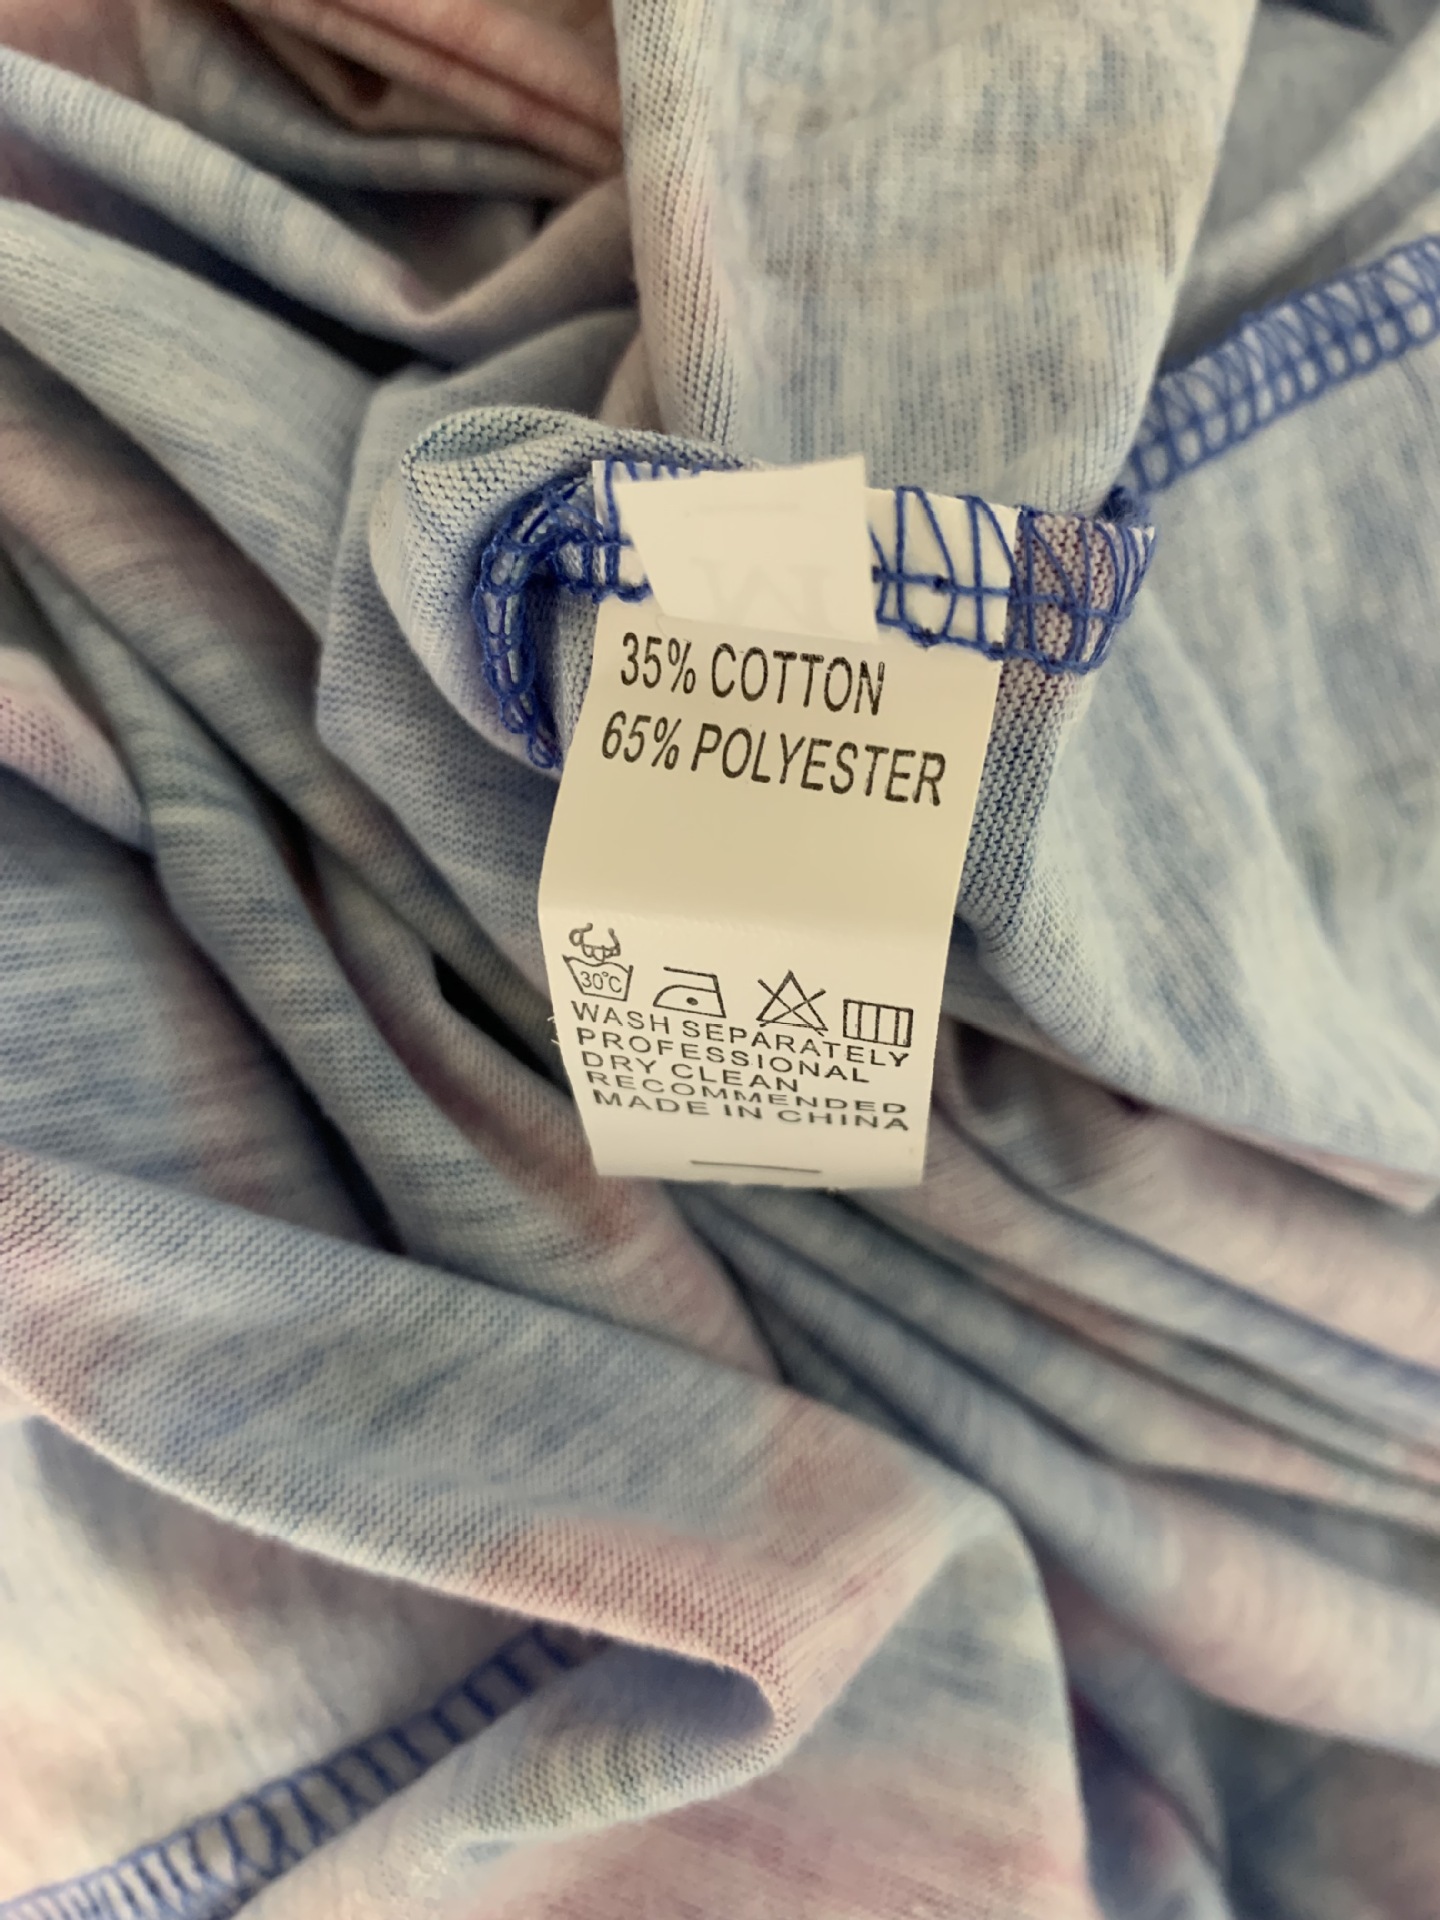 M
35% COTTON
65% POLYESTER
30°C
WASH SEPARATELY
PROFESSIONAL
DRY CLEAN
RECOMMENDED
MADE IN CHINA